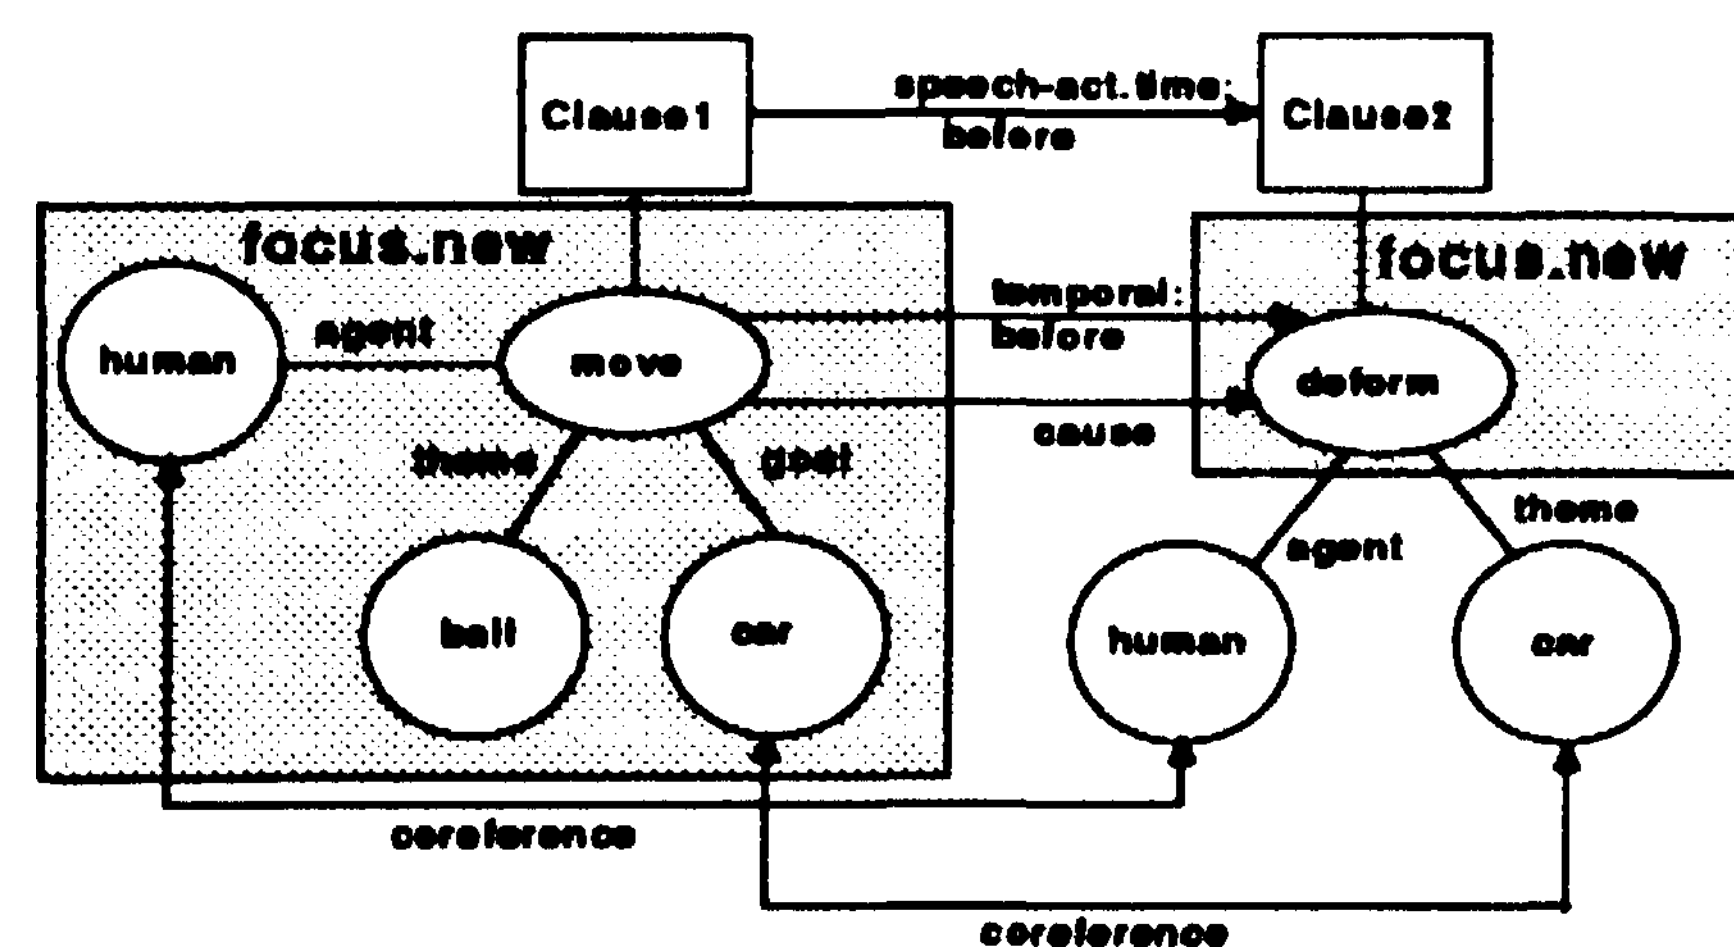 speech-act.time:
Clause1
Clause2
before
focus.new
focus.new
temporal:
agent
before
human
move
deform
cause
theme
goal
theme
agent
ball
car
human
car
coreference
coreference